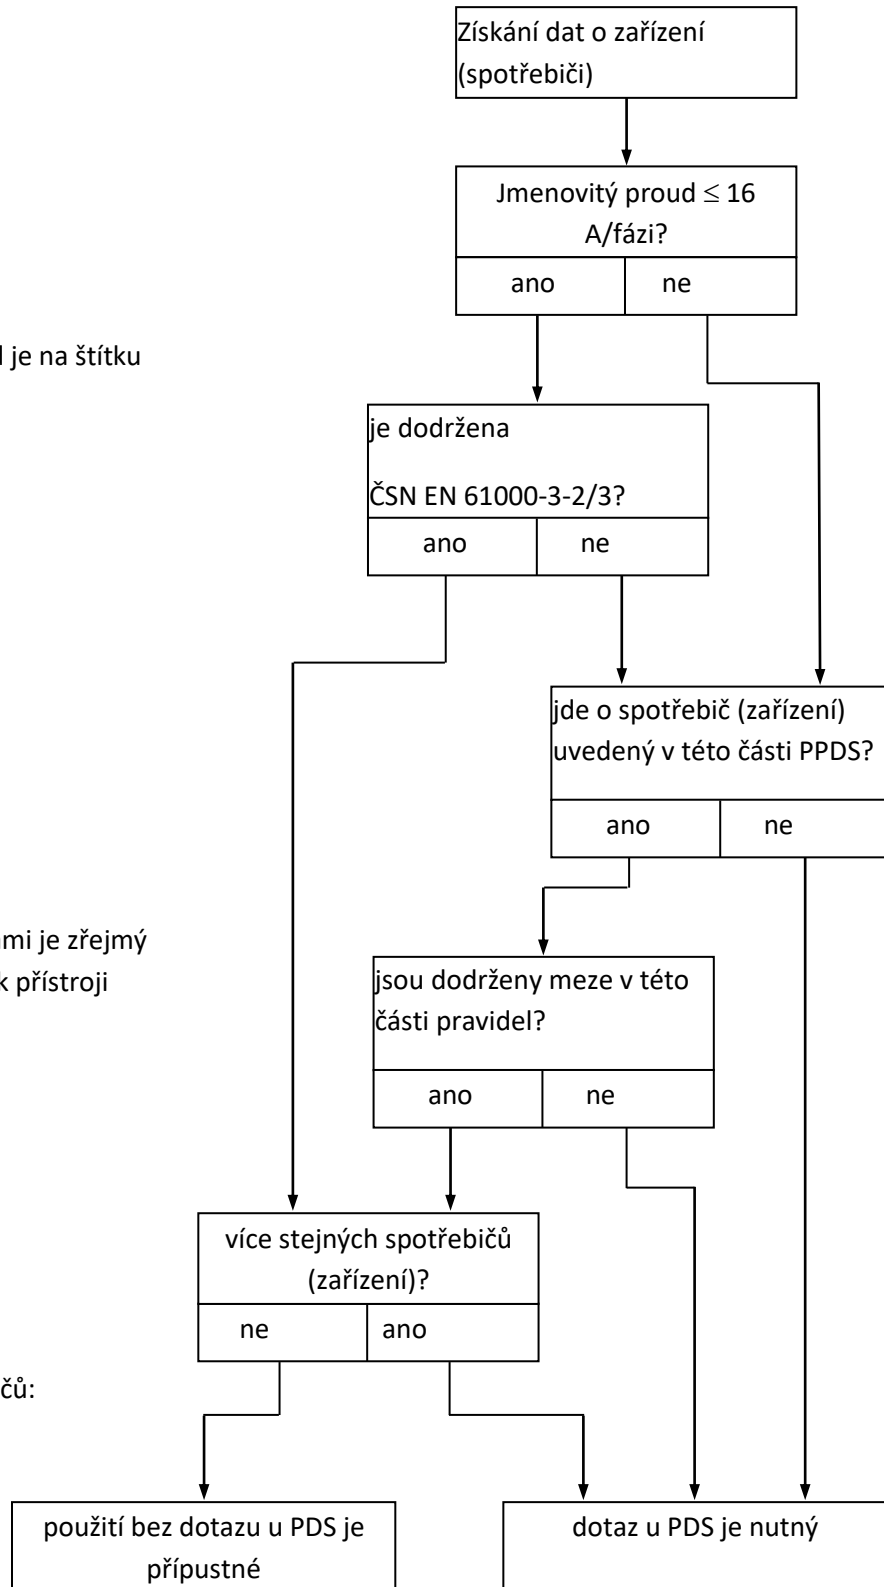 Získání dat o zařízení
(spotřebiči)
Jmenovitý proud ≤ 16
A/fázi?
ano
ne
je na štítku
je dodržena
ČSN EN 61000-3-2/3?
ano
ne
jde o spotřebič (zařízení)
uvedený v této části PPDS?
ano
ne
je zřejmý
k přístroji
jsou dodrženy meze v této
části pravidel?
ano
ne
více stejných spotřebičů
(zařízení)?
ne
ano
čů:
použití bez dotazu u PDS je
přípustné
dotaz u PDS je nutný